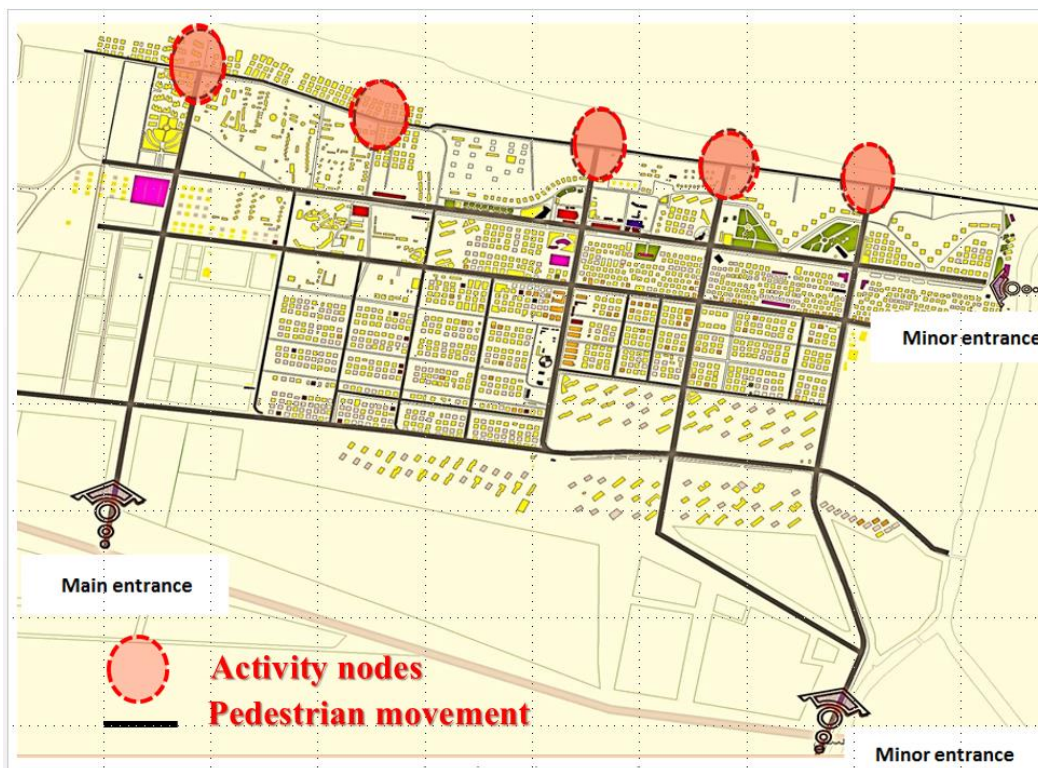 Minor entrance
Main entrance
Activity nodes
Pedestrian movement
Minor entrance